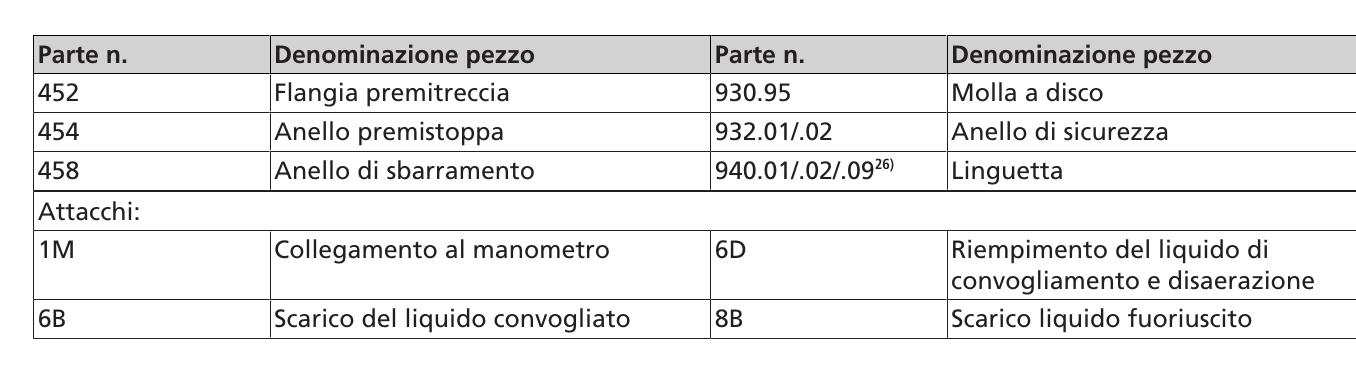 Parte n. Denominazione pezzo Parte n. Denominazione pezzo
452 Flangia premitreccia 930.95 Molla a disco
454 Anello premistoppa 932.01/.02 Anello di sicurezza
458 Anello di sbarramento 940.01/.02/.09²⁶⁾ Linguetta
Attacchi:
1M Collegamento al manometro 6D Riempimento del liquido di
convogliamento e disaerazione
6B Scarico del liquido convogliato 8B Scarico liquido fuoriuscito